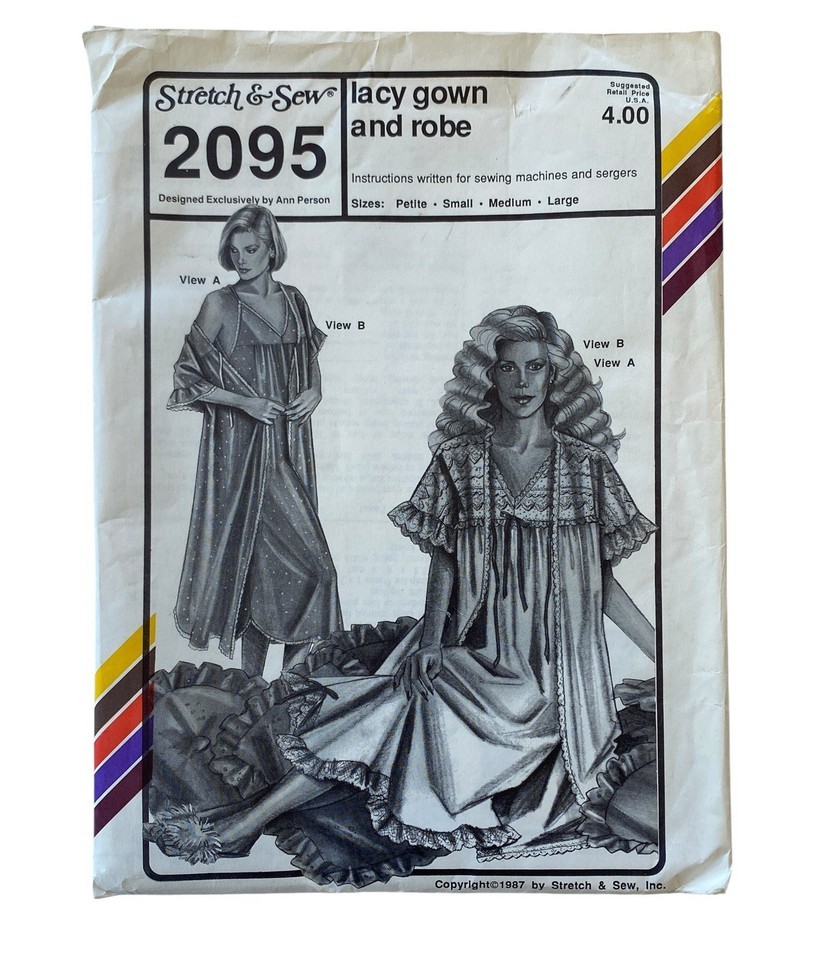 Stretch & Sew®
2095
Designed Exclusively by Ann Person
lacy gown
and robe
Suggested
Retail Price
U.S.A.
4.00
Instructions written for sewing machines and sergers
Sizes: Petite • Small • Medium • Large
View A
View B
View B
View A
Copyright©1987 by Stretch & Sew, Inc.